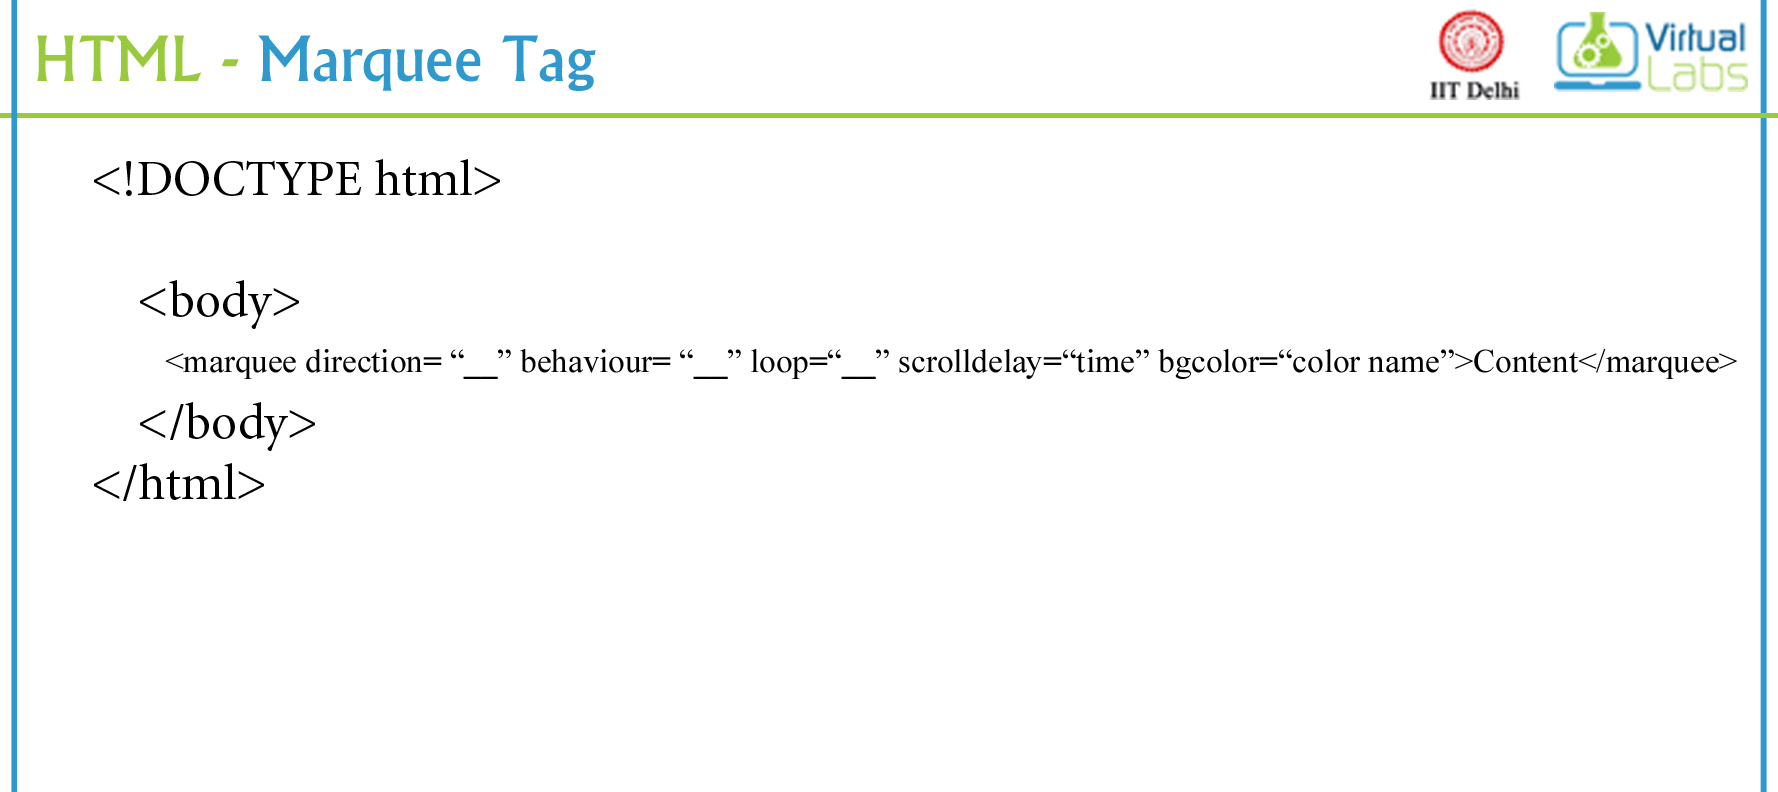 HTML - Marquee Tag
IIT Delhi
Virtual
Labs
<!DOCTYPE html>
<body>
<marquee direction= “__” behaviour= “__” loop=“__” scrolldelay=“time” bgcolor=“color name”>Content</marquee>
</body>
</html>